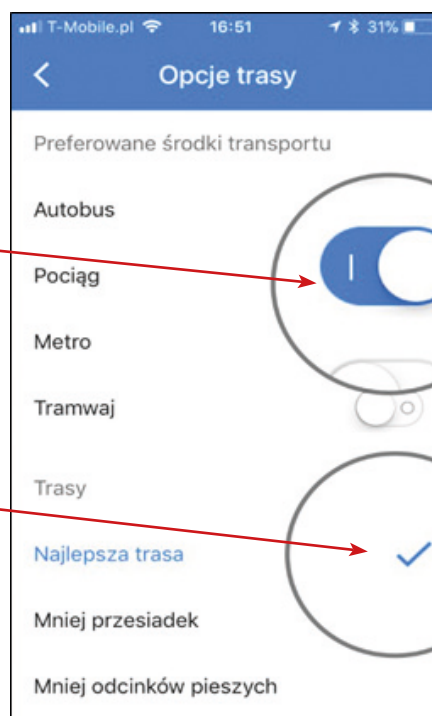 T-Mobile.pl 16:51 31%
Opcje trasy
Preferowane środki transportu
Autobus
Pociąg
Metro
Tramwaj
Trasy
Najlepsza trasa
Mniej przesiadek
Mniej odcinków pieszych